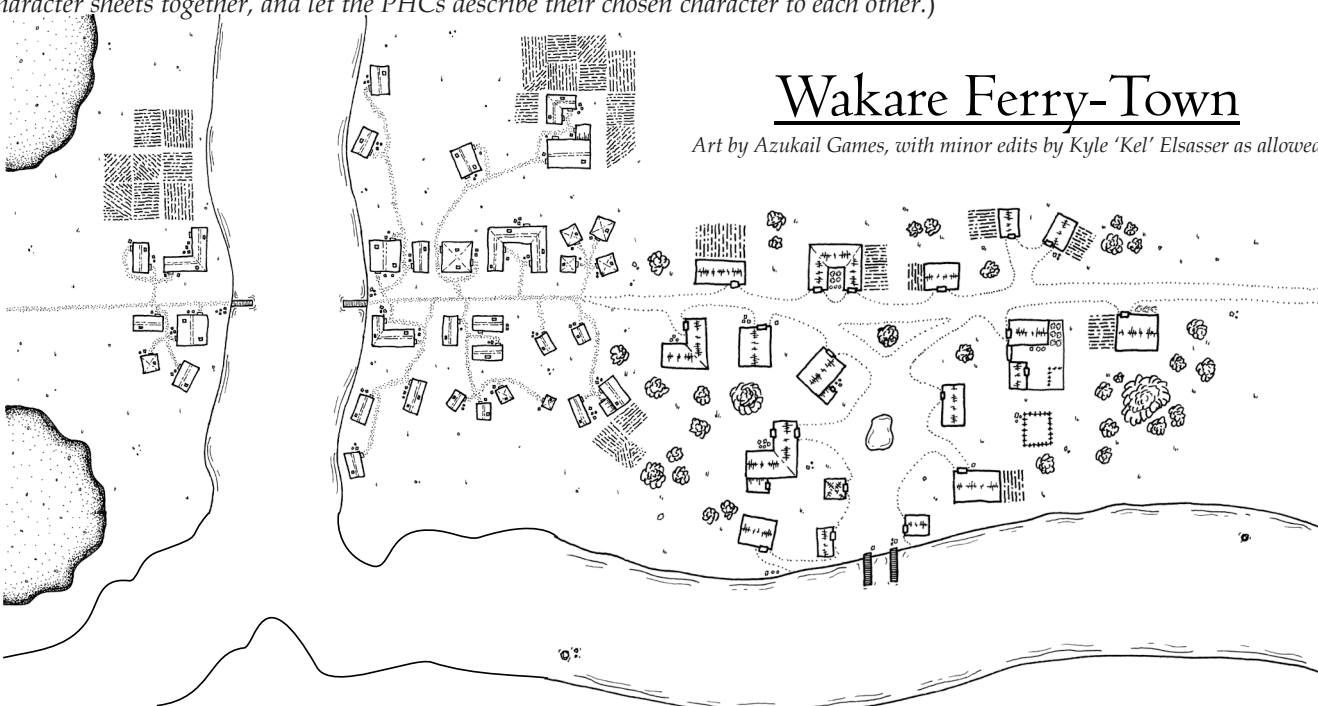 haracter sheets together, and let the PHCs describe their chosen character to each other.)
Wakare Ferry-Town
Art by Azukail Games, with minor edits by Kyle ‘Kel’ Elsasser as allowed